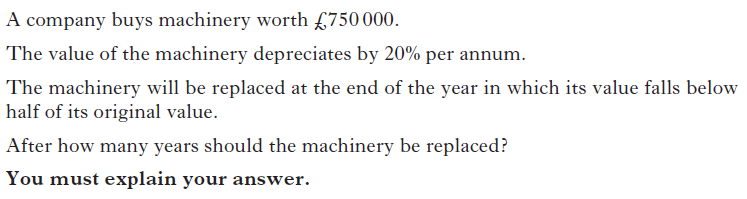 A company buys machinery worth £750 000.
The value of the machinery depreciates by 20% per annum.
The machinery will be replaced at the end of the year in which its value falls below
half of its original value.
After how many years should the machinery be replaced?
You must explain your answer.